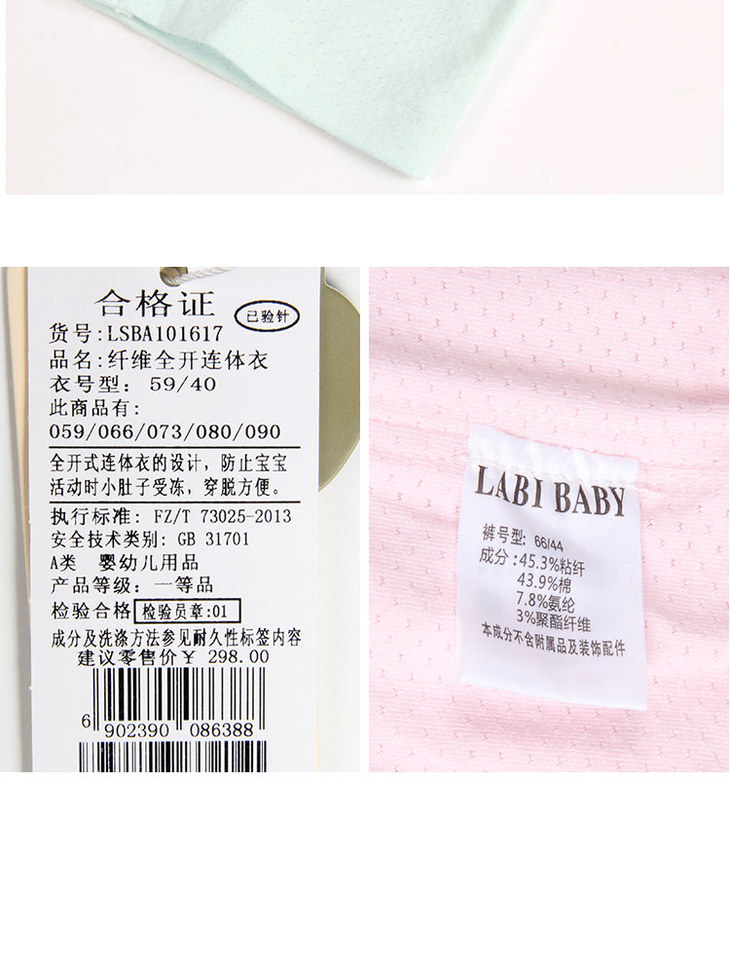 合格证
已验针
货号:LSBA101617
品名:纤维全开连体衣
衣号型: 59/40
此商品有:
059/066/073/080/090
全开式连体衣的设计,防止宝宝
活动时小肚子受冻,穿脱方便。
执行标准: FZ/T 73025-2013
安全技术类别: GB 31701
A类 婴幼儿用品
产品等级: 一等品
检验合格 检验员章:01
成分及洗涤方法参见耐久性标签内容
建议零售价￥ 298.00
6 902390 086388
LABI BABY
裤号型: 66/44
成分:45.3%粘纤
43.9%棉
7.8%氨纶
3%聚酯纤维
本成分不含附属品及装饰配件